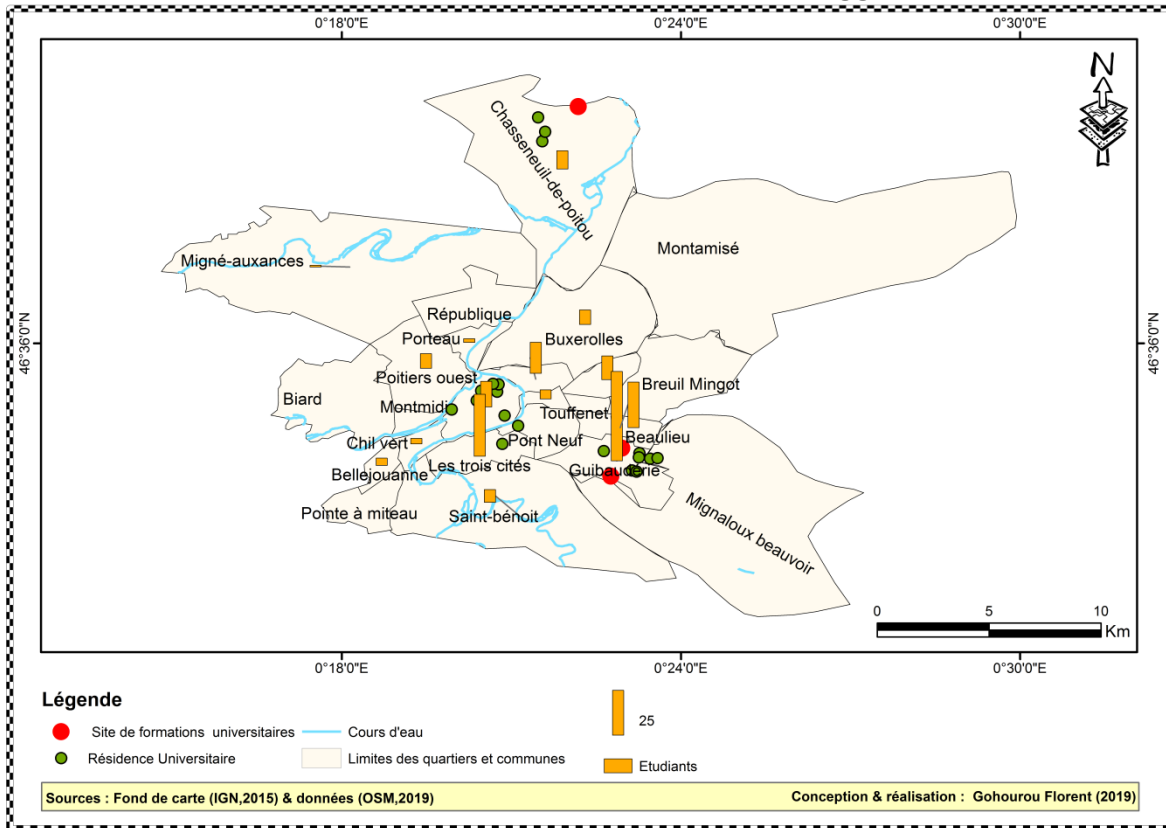 0°18'0"E
0°24'0"E
0°30'0"E
N
Chasseneuil-de-poitou
Montamisé
Migné-auxances
République
46°36'0"N
46°36'0"N
Porteau
Buxerolles
Poitiers ouest
Breuil Mingot
Biard
Montmidi
Touffenet
Chil vert
Pont Neuf
Beaulieu
Les trois cités
Guibauderie
Bellejouanne
Pointe à miteau
Saint-bénoit
Mignaloux beauvoir
0
5
10
Km
0°18'0"E
0°24'0"E
0°30'0"E
Légende
Site de formations universitaires
Cours d'eau
25
Résidence Universitaire
Limites des quartiers et communes
Etudiants
Sources : Fond de carte (IGN,2015) & données (OSM,2019)
Conception & réalisation : Gohourou Florent (2019)